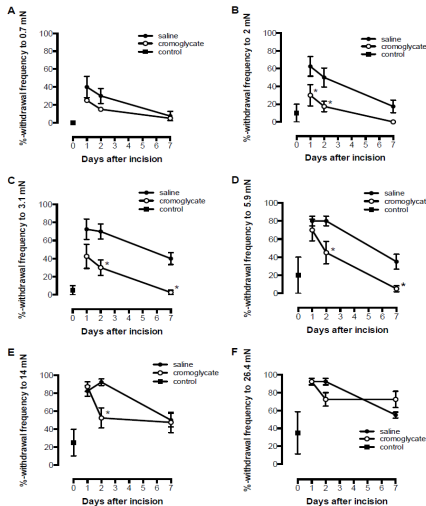 A
%-withdrawal frequency to 0.7 mN
100
80
60
40
20
0
saline
cromoglycate
control
0 1 2 3 4 5 6 7
Days after incision
B
%-withdrawal frequency to 2 mN
100
80
60
40
20
0
saline
cromoglycate
control
*
*
0 1 2 3 4 5 6 7
Days after incision
C
%-withdrawal frequency to 3.1 mN
100
80
60
40
20
0
saline
cromoglycate
control
*
*
0 1 2 3 4 5 6 7
Days after incision
D
%-withdrawal frequency to 5.9 mN
100
80
60
40
20
0
saline
cromoglycate
control
*
*
0 1 2 3 4 5 6 7
Days after incision
E
%-withdrawal frequency to 14 mN
100
80
60
40
20
0
saline
cromoglycate
control
*
0 1 2 3 4 5 6 7
Days after incision
F
%-withdrawal frequency to 26.4 mN
100
80
60
40
20
0
saline
cromoglycate
control
0 1 2 3 4 5 6 7
Days after incision